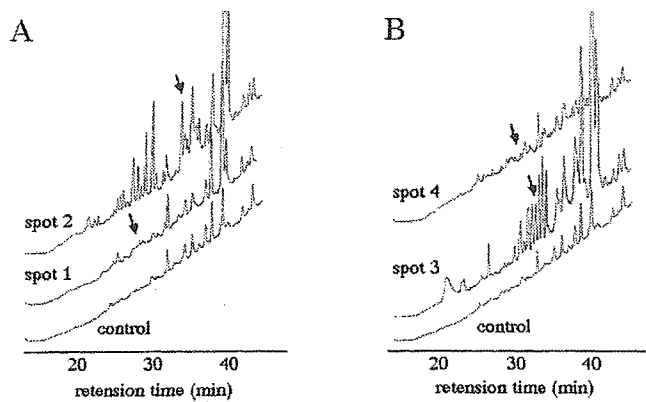 A
spot 2
spot 1
control
20 30 40
retension time (min)
B
spot 4
spot 3
control
20 30 40
retension time (min)